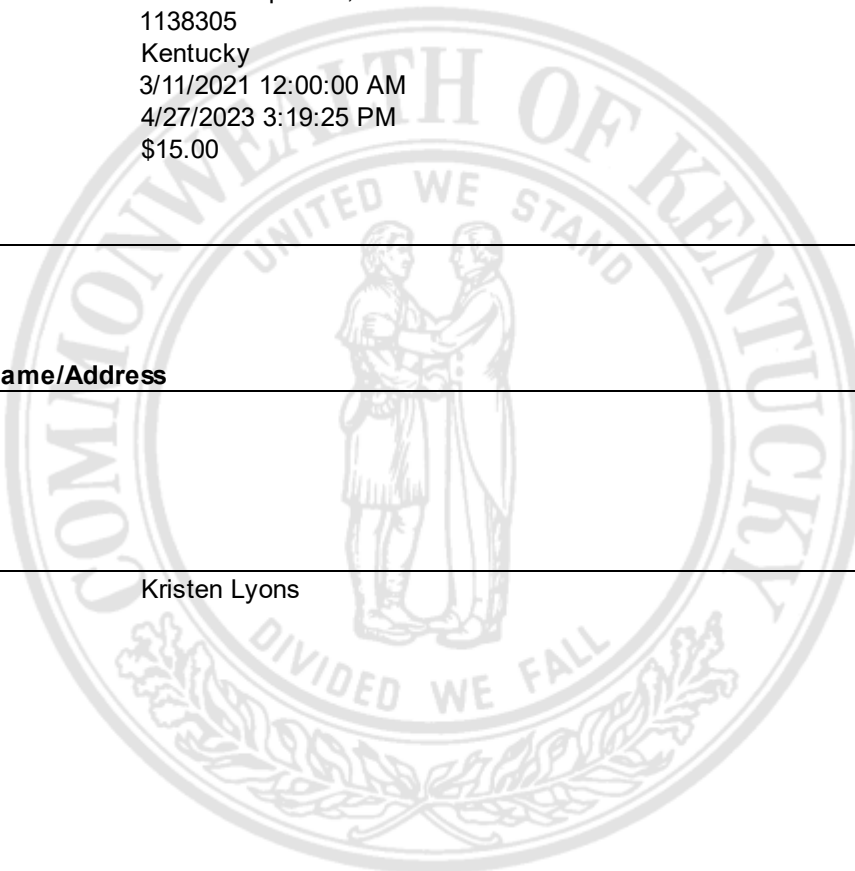 1138305
Kentucky
3/11/2021 12:00:00 AM
4/27/2023 3:19:25 PM
$15.00
COMMONWEALTH OF KENTUCKY
UNITED WE STAND
ame/Address
Kristen Lyons
DIVIDED WE FALL